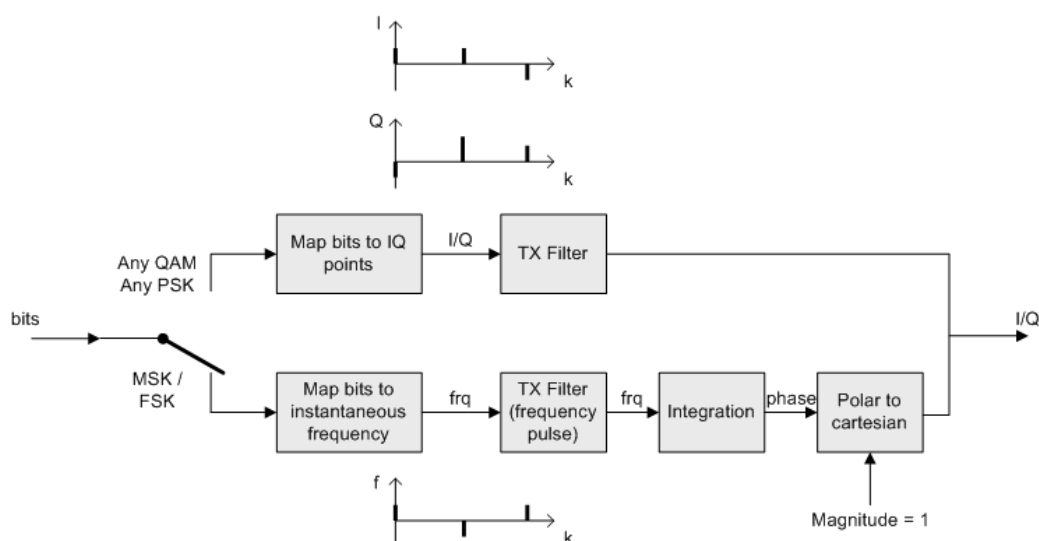 I
k
Q
k
Any QAM
Any PSK
Map bits to IQ
points
I/Q
TX Filter
bits
I/Q
MSK /
FSK
Map bits to
instantaneous
frequency
frq
TX Filter
(frequency
pulse)
frq
Integration
phase
Polar to
cartesian
f
k
Magnitude = 1